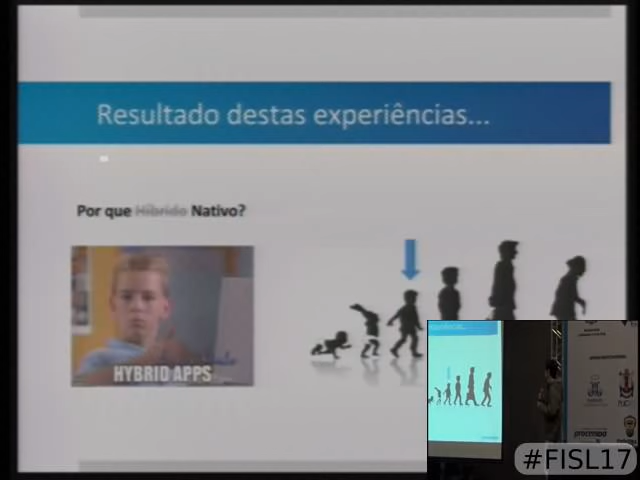 Resultado destas experiências...
Por que Híbrido Nativo?
HYBRID APPS
#FISL17